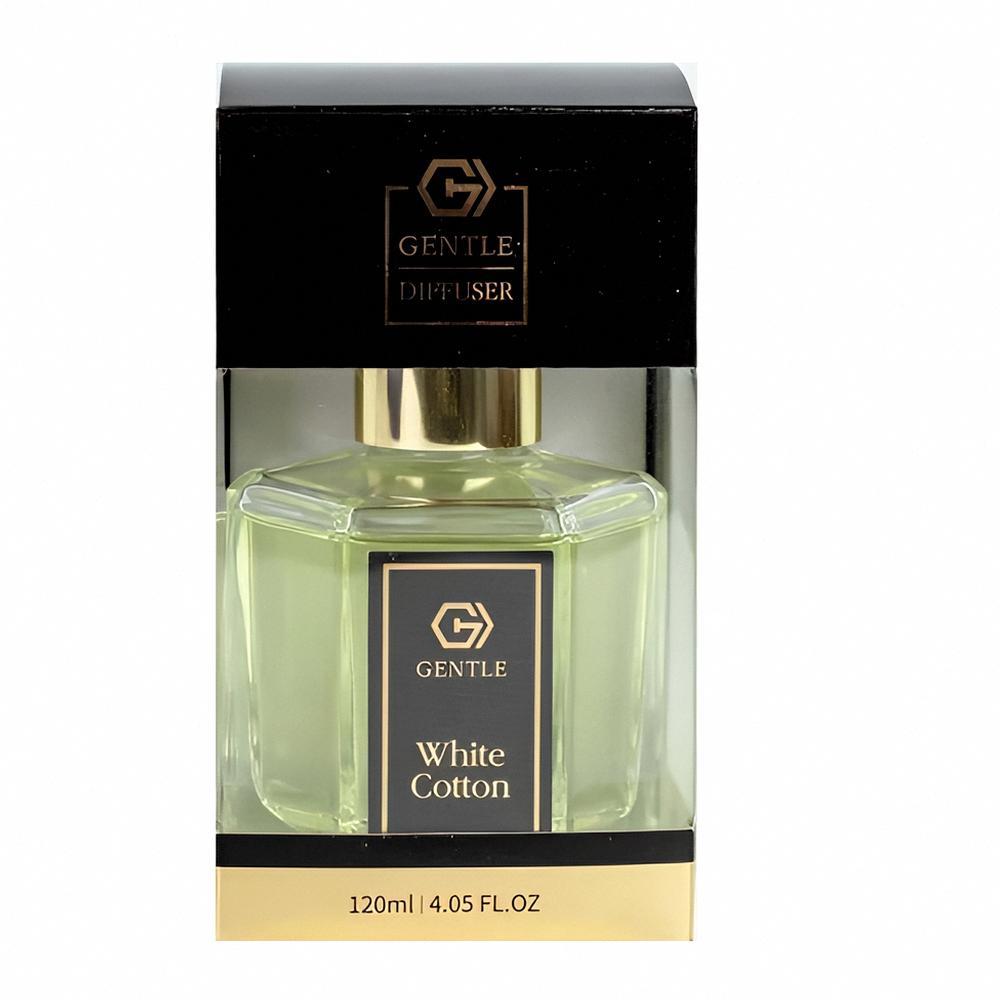 GENTLE
DIFFUSER
GENTLE
White
Cotton
120ml | 4.05 FL.OZ